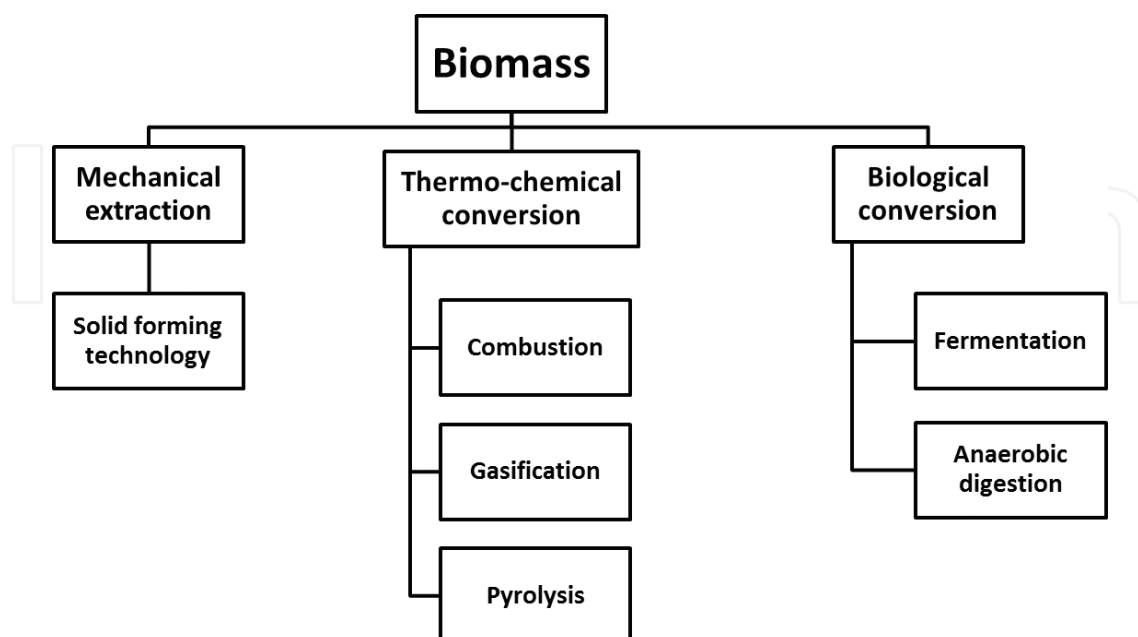 Biomass
Mechanical
extraction
Thermo-chemical
conversion
Biological
conversion
Solid forming
technology
Combustion
Fermentation
Gasification
Anaerobic
digestion
Pyrolysis